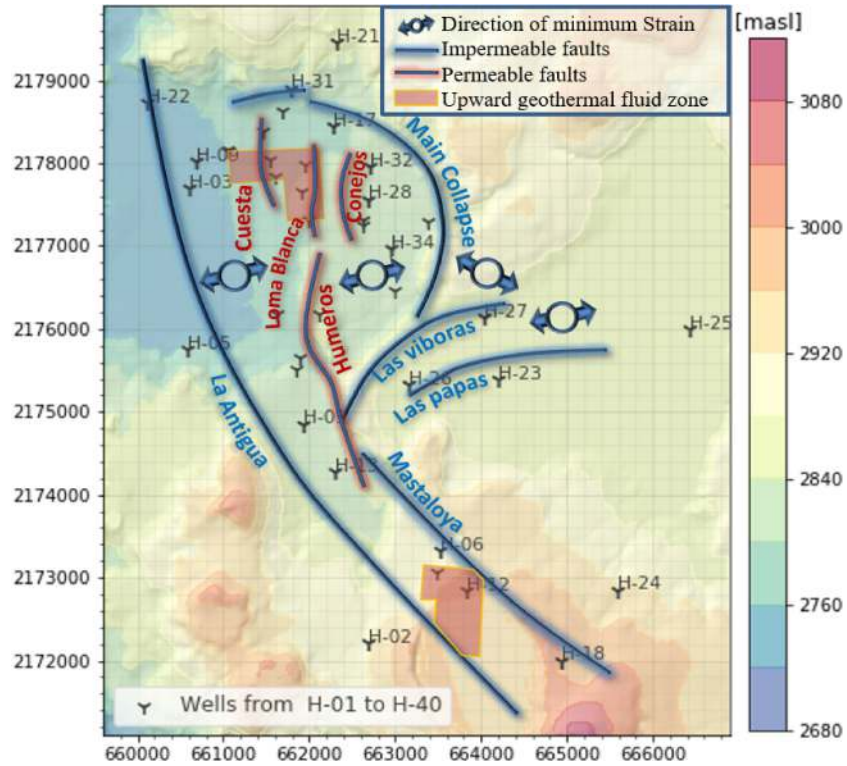 [masl]
Direction of minimum Strain
Impermeable faults
Permeable faults
Upward geothermal fluid zone
H-21
H-31
H-22
H-17
Main Collapse
H-09
H-32
H-03
H-28
Cuesta
Loma Blanca
Conejos
H-34
Humeros
H-27
H-25
H-05
Las viboras
H-26
H-23
Las papas
La Antigua
H-13
Mastaloya
H-06
H-12
H-24
H-02
H-18
Wells from H-01 to H-40
2179000
2178000
2177000
2176000
2175000
2174000
2173000
2172000
660000 661000 662000 663000 664000 665000 666000
3080
3000
2920
2840
2760
2680